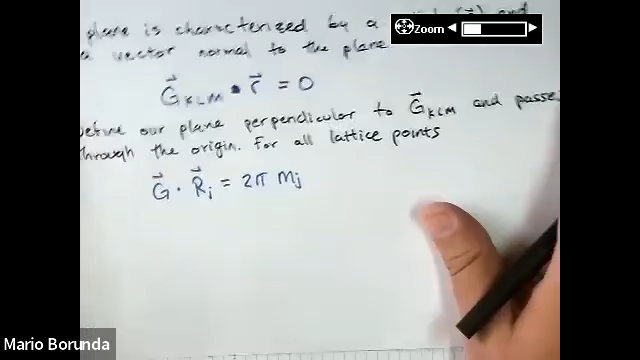 plane is characterized by a and
a vector normal to the plane
Zoom
G⃗KLM • r⃗ = 0
define our plane perpendicular to G⃗KLM and passes
through the origin. For all lattice points
G⃗ · R⃗j = 2π Mj
Mario Borunda